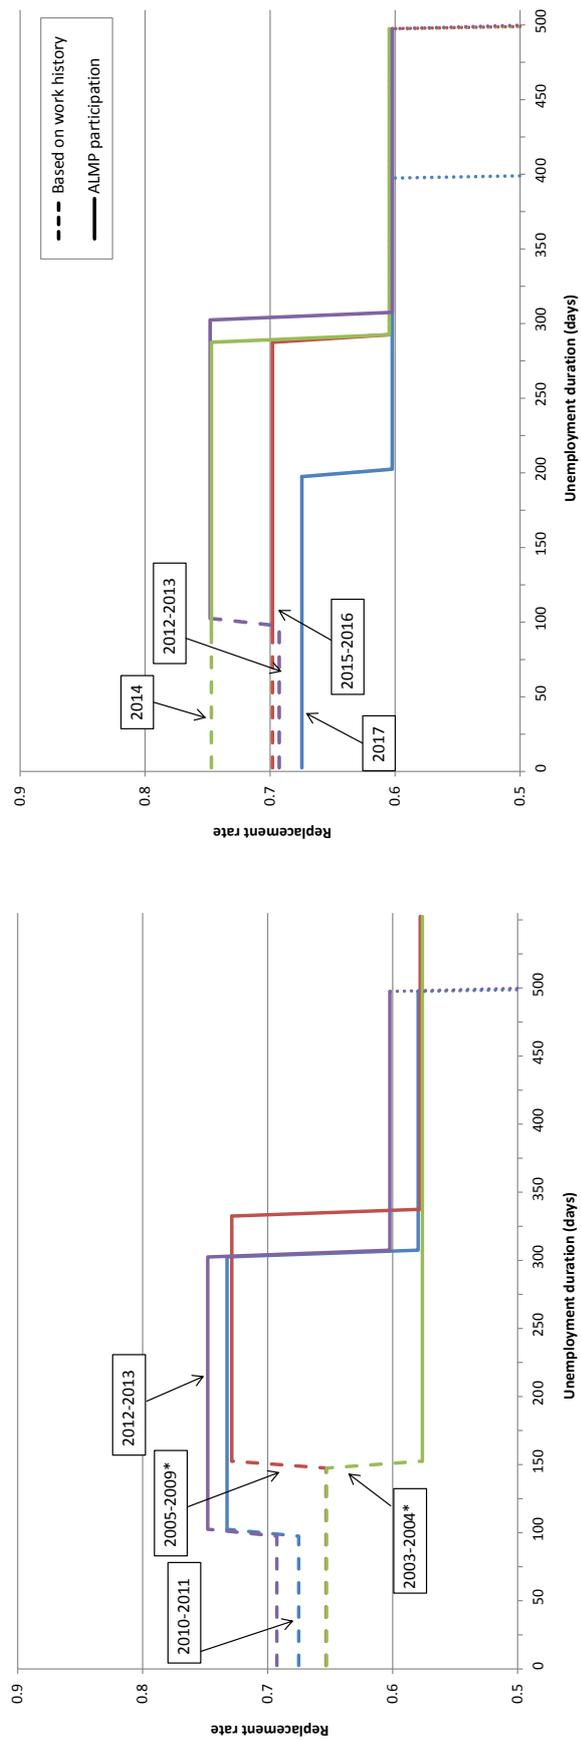 Replacement rate
0.9
0.8
0.7
0.6
0.5
2010-2011
2005-2009*
2012-2013
2003-2004*
0 50 100 150 200 250 300 350 400 450 500
Unemployment duration (days)
Replacement rate
0.9
0.8
0.7
0.6
0.5
Based on work history
ALMP participation
2014
2012-2013
2015-2016
2017
0 50 100 150 200 250 300 350 400 450 500
Unemployment duration (days)